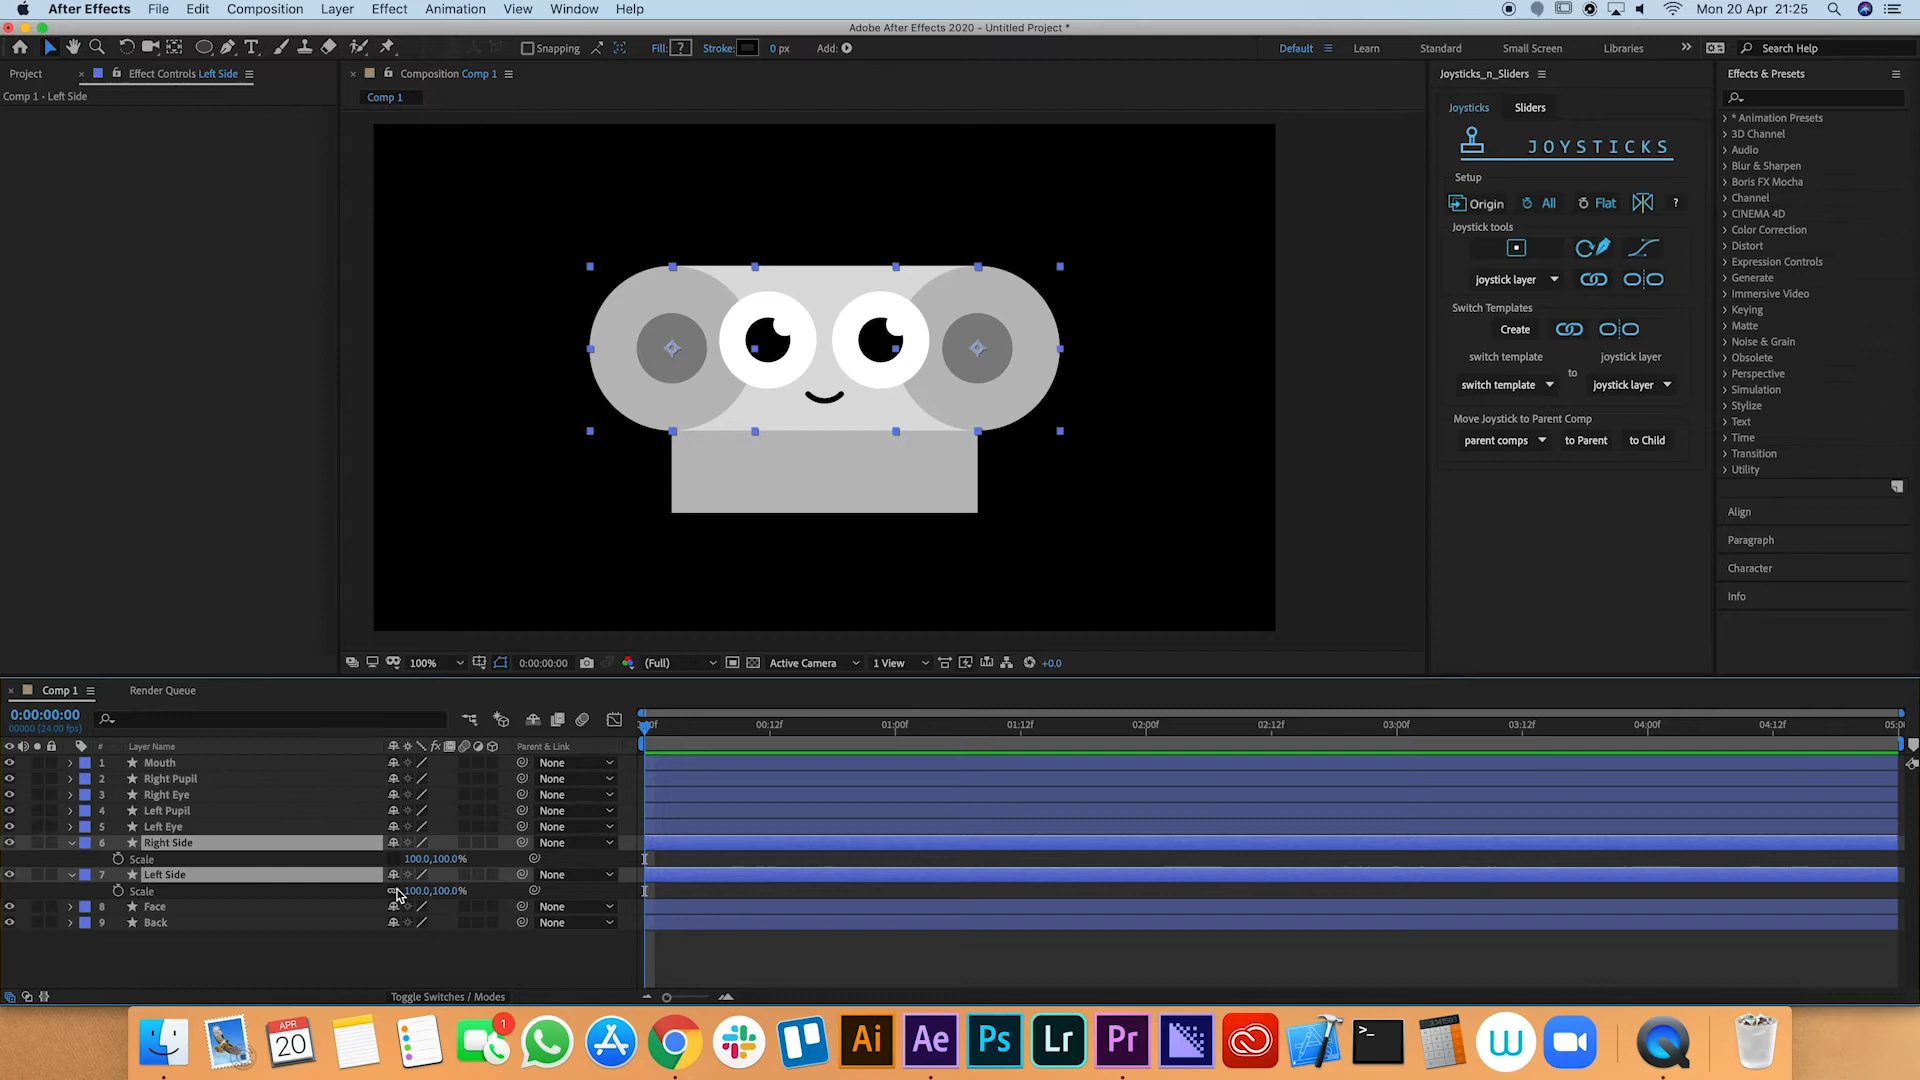 After Effects File Edit Composition Layer Effect Animation View Window Help Mon 20 Apr 21:25
Adobe After Effects 2020 - Untitled Project *
Snapping Fill: ? Stroke: 0 px Add: Default Learn Standard Small Screen Libraries Search Help
Project Effect Controls Left Side Composition Comp 1 Joysticks_n_Sliders Effects & Presets
Comp 1 • Left Side
Comp 1
Joysticks Sliders
JOYSTICKS
Setup
Origin All Flat ?
Joystick tools
joystick layer
Switch Templates
Create
switch template joystick layer
to
switch template joystick layer
Move Joystick to Parent Comp
parent comps to Parent to Child
* Animation Presets
3D Channel
Audio
Blur & Sharpen
Boris FX Mocha
Channel
CINEMA 4D
Color Correction
Distort
Expression Controls
Generate
Immersive Video
Keying
Matte
Noise & Grain
Obsolete
Perspective
Simulation
Stylize
Text
Time
Transition
Utility
Align
Paragraph
Character
Info
100% 0:00:00:00 (Full) Active Camera 1 View +0.0
Comp 1 Render Queue
0:00:00:00
00000 (24.00 fps)
00:12f 01:00f 01:12f 02:00f 02:12f 03:00f 03:12f 04:00f 04:12f 05:00
# Layer Name fx Parent & Link
1 Mouth None
2 Right Pupil None
3 Right Eye None
4 Left Pupil None
5 Left Eye None
6 Right Side None
Scale 100.0,100.0%
7 Left Side None
Scale 100.0,100.0%
8 Face None
9 Back None
Toggle Switches / Modes
APR
20
1
Ai Ae Ps Lr Pr